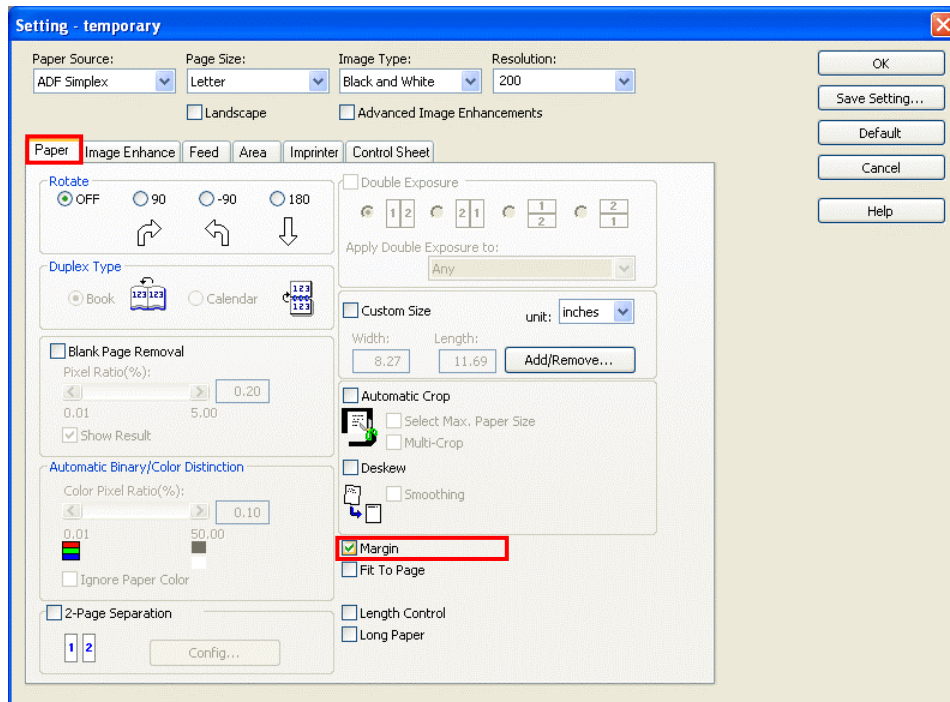 Setting - temporary
Paper Source: Page Size: Image Type: Resolution:
ADF Simplex Letter Black and White 200
Landscape Advanced Image Enhancements
OK
Save Setting...
Default
Cancel
Help
Paper Image Enhance Feed Area Imprinter Control Sheet
Rotate
OFF 90 -90 180
Duplex Type
Book 123 123 Calendar 123 123
Blank Page Removal
Pixel Ratio(%):
0.20
0.01 5.00
Show Result
Automatic Binary/Color Distinction
Color Pixel Ratio(%):
0.10
0.01 50.00
Ignore Paper Color
2-Page Separation
1 2 Config...
Double Exposure
1 2 2 1 1 2 2 1
Apply Double Exposure to:
Any
Custom Size unit: inches
Width: Length:
8.27 11.69 Add/Remove...
Automatic Crop
Select Max. Paper Size
Multi-Crop
Deskew
Smoothing
Margin
Fit To Page
Length Control
Long Paper